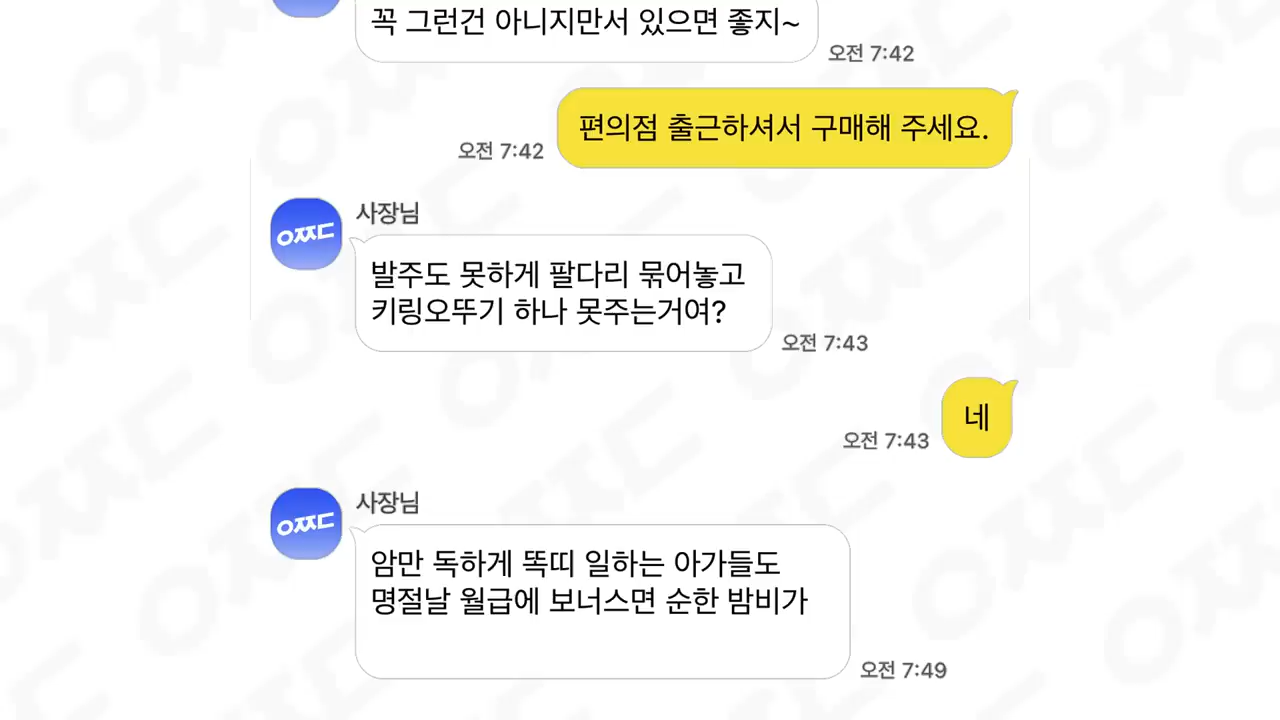 꼭 그런건 아니지만서 있으면 좋지~
오전 7:42
편의점 출근하셔서 구매해 주세요.
오전 7:42
사장님
어쯔ㄷ
발주도 못하게 팔다리 묶어놓고
키링오뚜기 하나 못주는거여?
오전 7:43
네
오전 7:43
사장님
암만 독하게 똑띠 일하는 아가들도
명절날 월급에 보너스면 순한 밤비가
오전 7:49